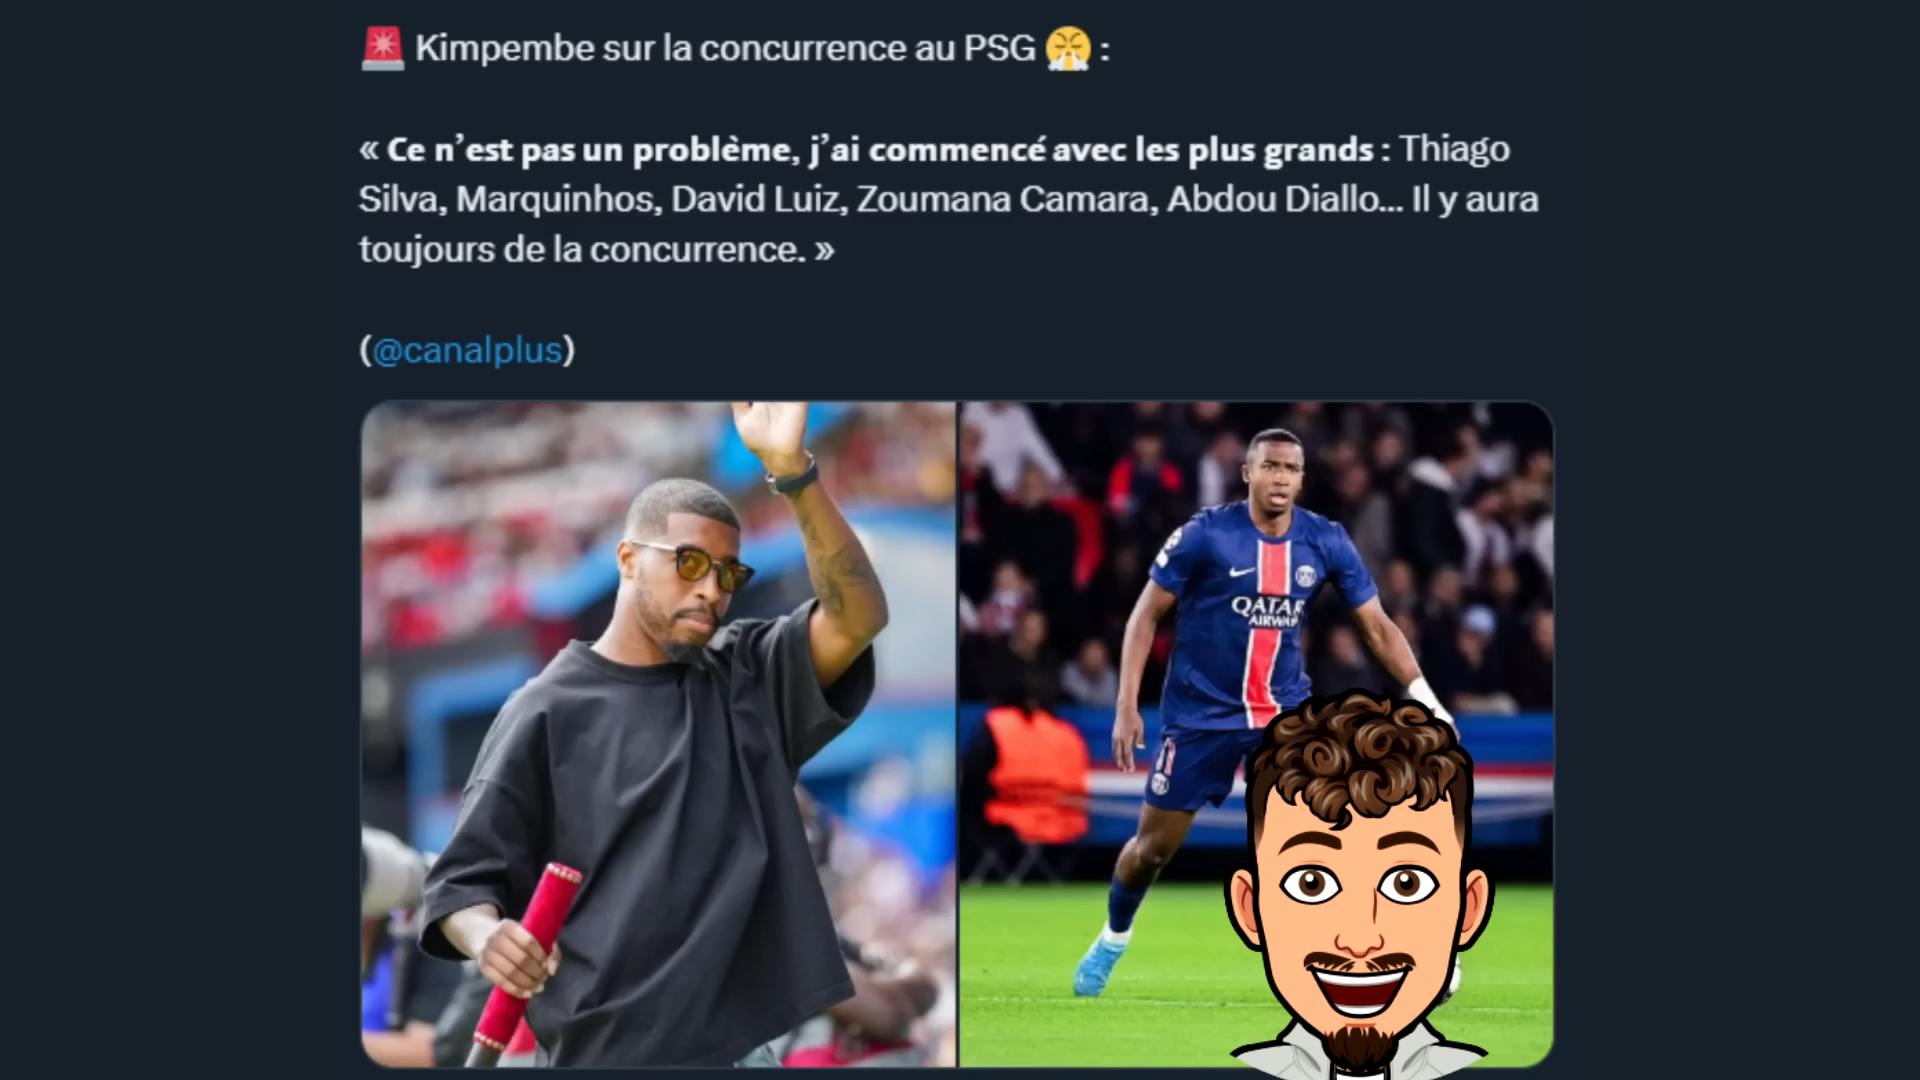 🚨 Kimpembe sur la concurrence au PSG 😤 :
« Ce n’est pas un problème, j’ai commencé avec les plus grands : Thiago
Silva, Marquinhos, David Luiz, Zoumana Camara, Abdou Diallo... Il y aura
toujours de la concurrence. »
(@canalplus)
QATAR
AIRWAYS